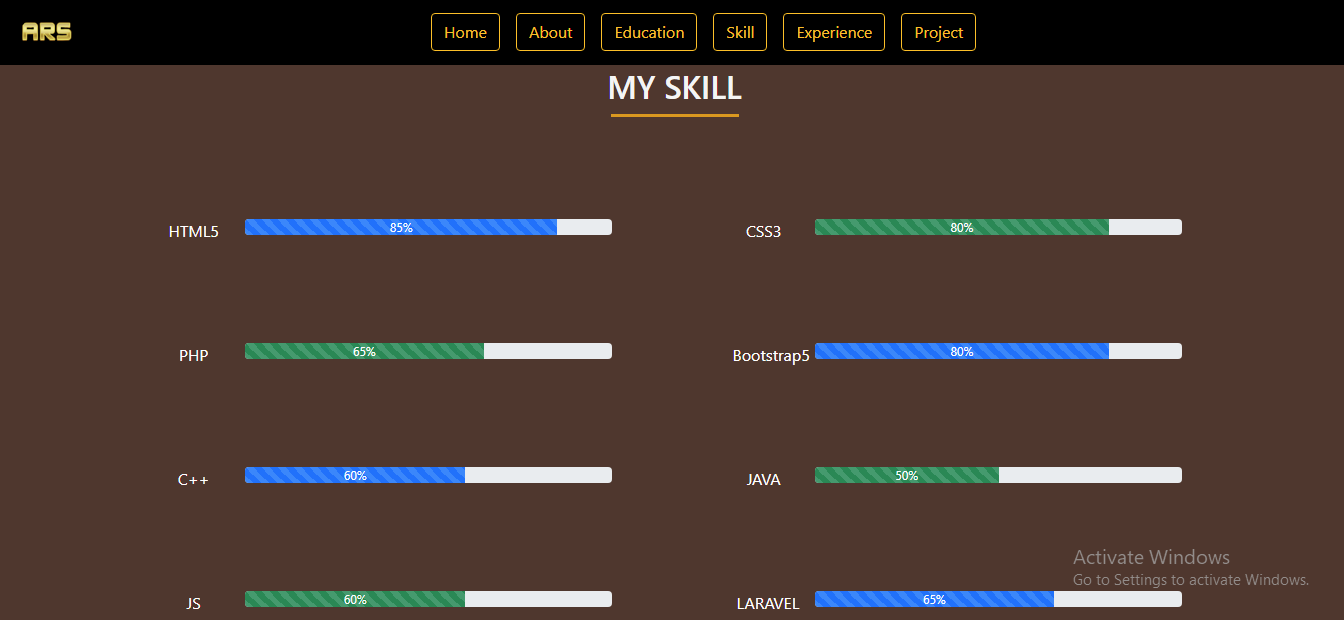 ARS
Home About Education Skill Experience Project
MY SKILL
HTML5 85% CSS3 80%
PHP 65% Bootstrap5 80%
C++ 60% JAVA 50%
Activate Windows
Go to Settings to activate Windows.
JS 60% LARAVEL 65%